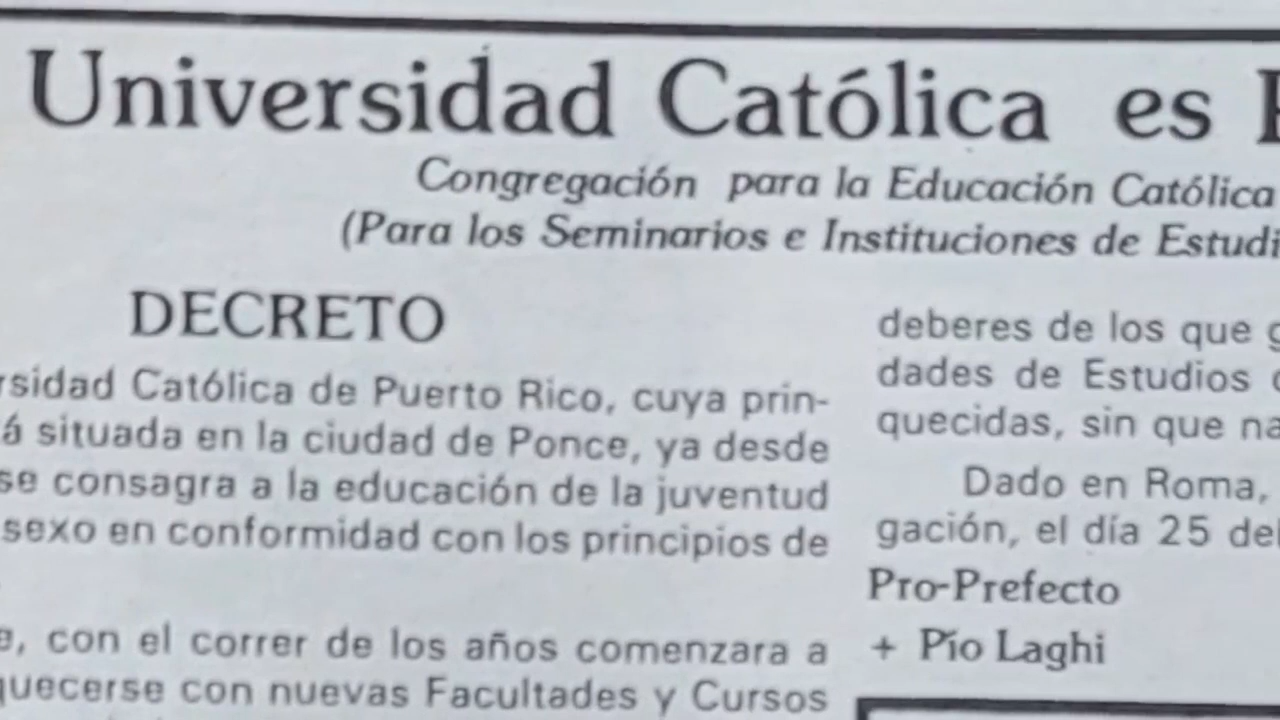 Universidad Católica es
Congregación para la Educación Católica
(Para los Seminarios e Instituciones de Estudi
DECRETO
rsidad Católica de Puerto Rico, cuya prin-
á situada en la ciudad de Ponce, ya desde
se consagra a la educación de la juventud
sexo en conformidad con los principios de
e, con el correr de los años comenzara a
quecerse con nuevas Facultades y Cursos
deberes de los que g
dades de Estudios
quecidas, sin que na
Dado en Roma,
gación, el día 25 del
Pro-Prefecto
+ Pío Laghi